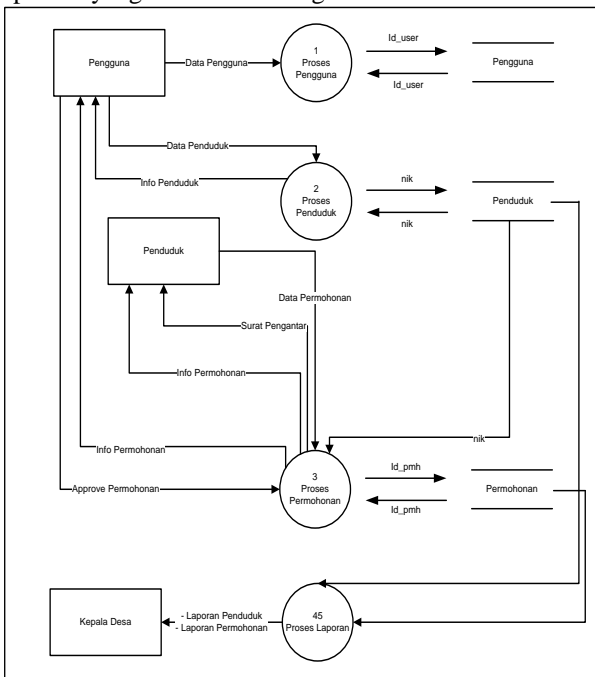 Pengguna
Data Pengguna
1
Proses
Pengguna
Id_user
Id_user
Pengguna
Data Penduduk
Info Penduduk
2
Proses
Penduduk
nik
nik
Penduduk
Penduduk
Data Permohonan
Surat Pengantar
Info Permohonan
Info Permohonan
nik
Approve Permohonan
3
Proses
Permohonan
Id_pmh
Id_pmh
Permohonan
Kepala Desa
- Laporan Penduduk
- Laporan Permohonan
45
Proses Laporan